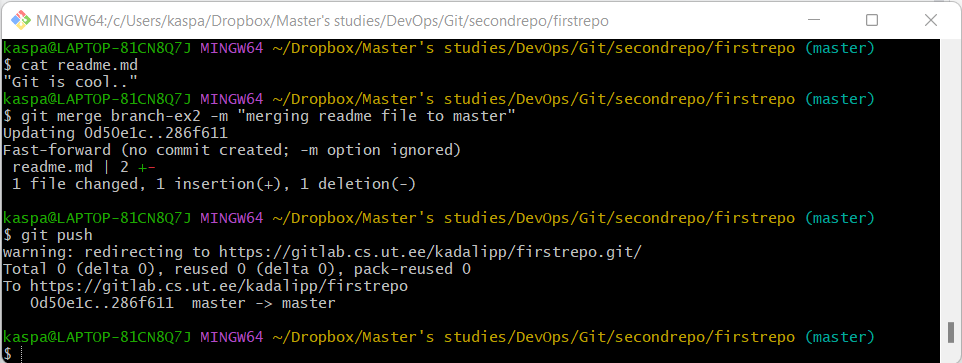 MINGW64:/c/Users/kaspa/Dropbox/Master's studies/DevOps/Git/secondrepo/firstrepo
kaspa@LAPTOP-81CN8Q7J MINGW64 ~/Dropbox/Master's studies/DevOps/Git/secondrepo/firstrepo (master)
$ cat readme.md
"Git is cool.."
kaspa@LAPTOP-81CN8Q7J MINGW64 ~/Dropbox/Master's studies/DevOps/Git/secondrepo/firstrepo (master)
$ git merge branch-ex2 -m "merging readme file to master"
Updating 0d50e1c..286f611
Fast-forward (no commit created; -m option ignored)
 readme.md | 2 +-
 1 file changed, 1 insertion(+), 1 deletion(-)
kaspa@LAPTOP-81CN8Q7J MINGW64 ~/Dropbox/Master's studies/DevOps/Git/secondrepo/firstrepo (master)
$ git push
warning: redirecting to https://gitlab.cs.ut.ee/kadalipp/firstrepo.git/
Total 0 (delta 0), reused 0 (delta 0), pack-reused 0
To https://gitlab.cs.ut.ee/kadalipp/firstrepo
   0d50e1c..286f611  master -> master
kaspa@LAPTOP-81CN8Q7J MINGW64 ~/Dropbox/Master's studies/DevOps/Git/secondrepo/firstrepo (master)
$